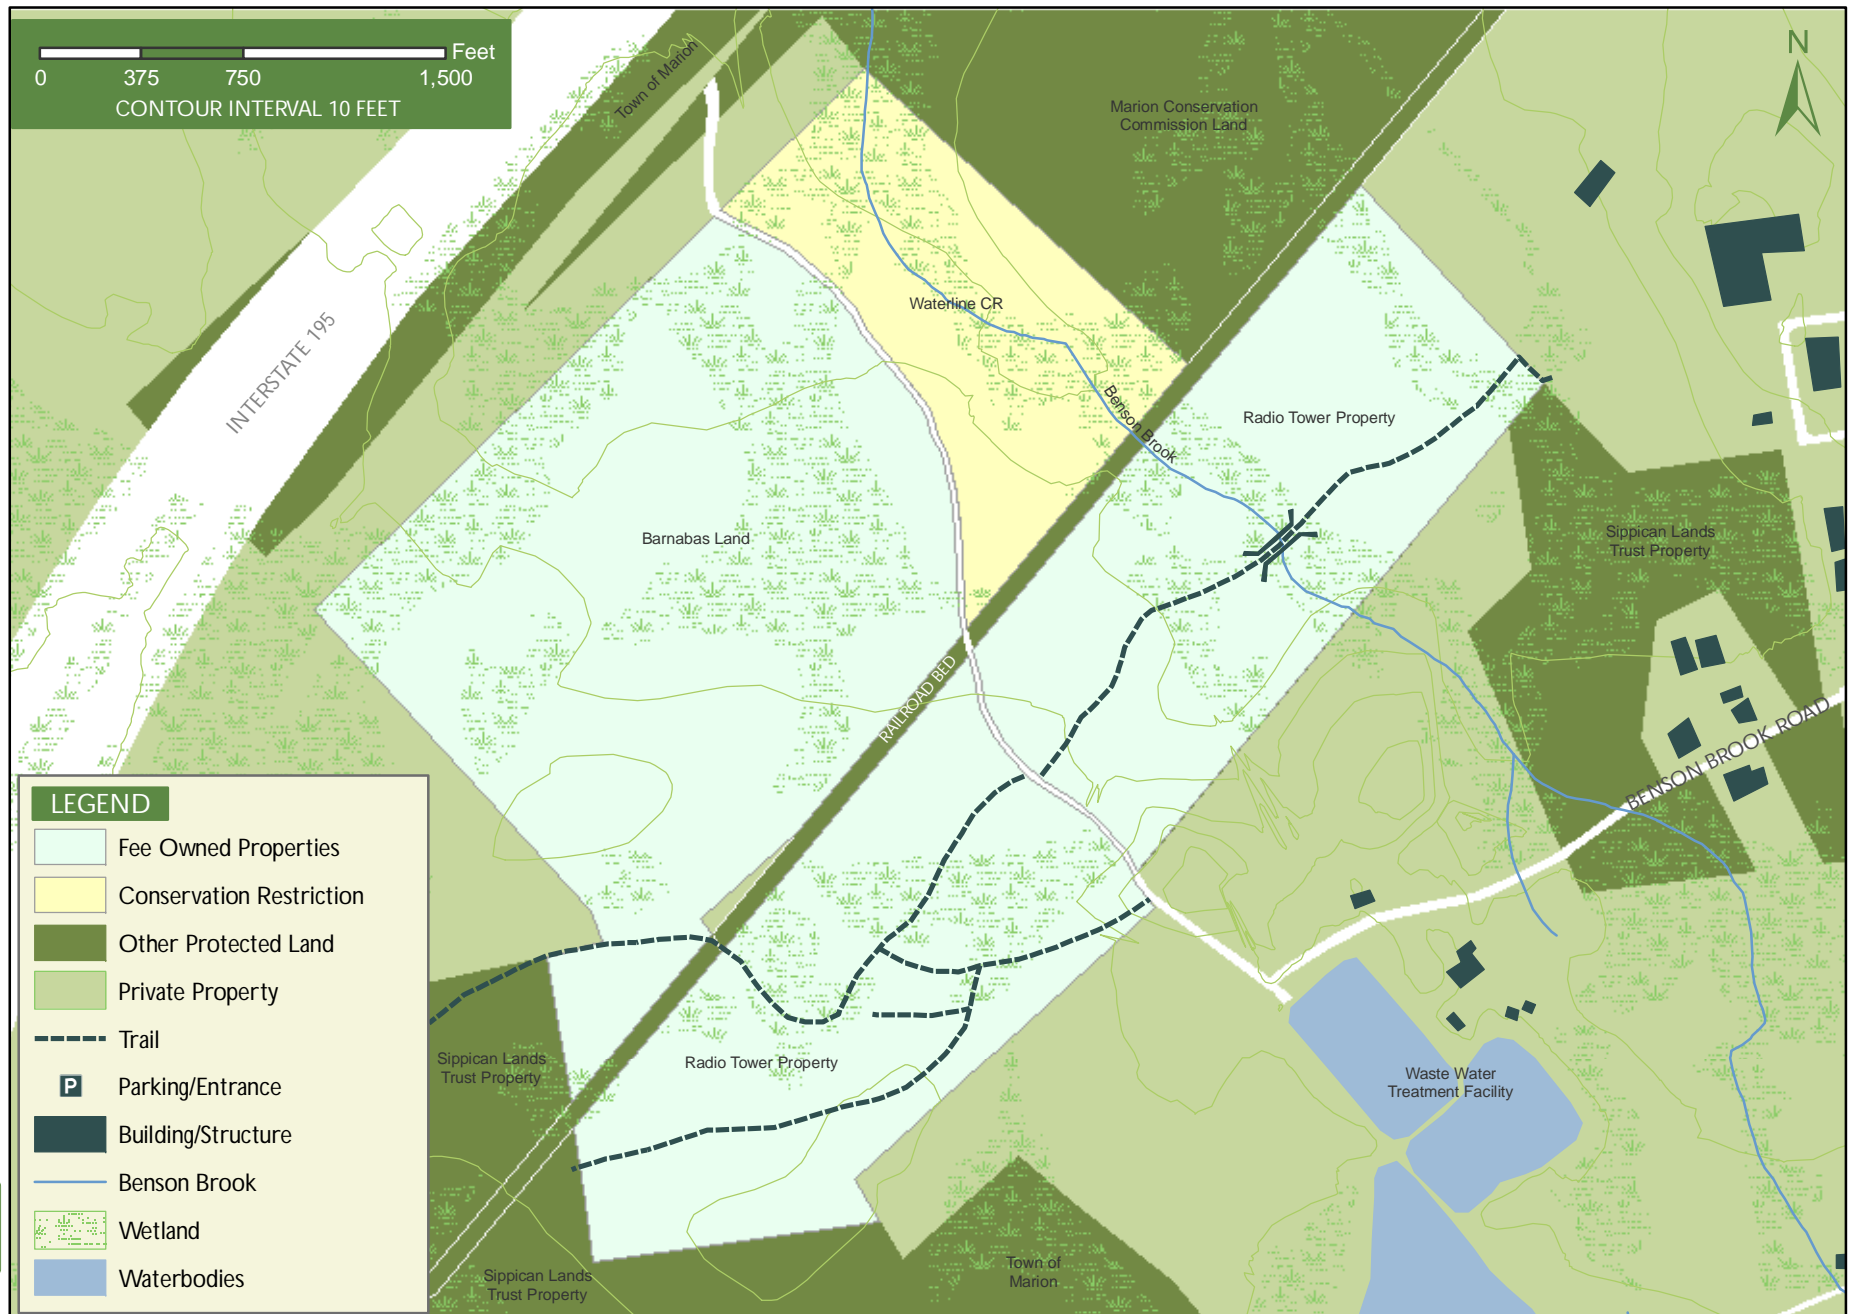 Feet
0 375 750 1,500
CONTOUR INTERVAL 10 FEET
N
Town of Marion
Marion Conservation
Commission Land
INTERSTATE 195
Waterline CR
Benson Brook
Radio Tower Property
Barnabas Land
Sippican Lands
Trust Property
RAILROAD BED
BENSON BROOK ROAD
Sippican Lands
Trust Property
Radio Tower Property
Waste Water
Treatment Facility
Sippican Lands
Trust Property
Town of
Marion
LEGEND
Fee Owned Properties
Conservation Restriction
Other Protected Land
Private Property
Trail
P Parking/Entrance
Building/Structure
Benson Brook
Wetland
Waterbodies